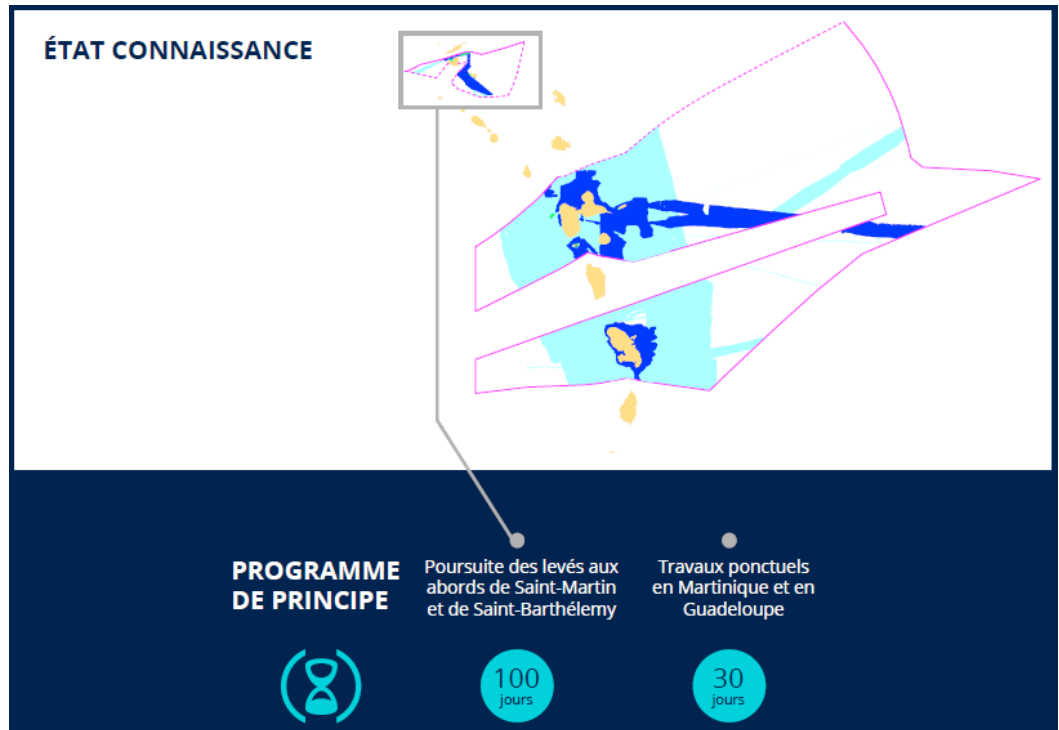 ÉTAT CONNAISSANCE
PROGRAMME
DE PRINCIPE
Poursuite des levés aux
abords de Saint-Martin
et de Saint-Barthélemy
Travaux ponctuels
en Martinique et en
Guadeloupe
100
jours
30
jours